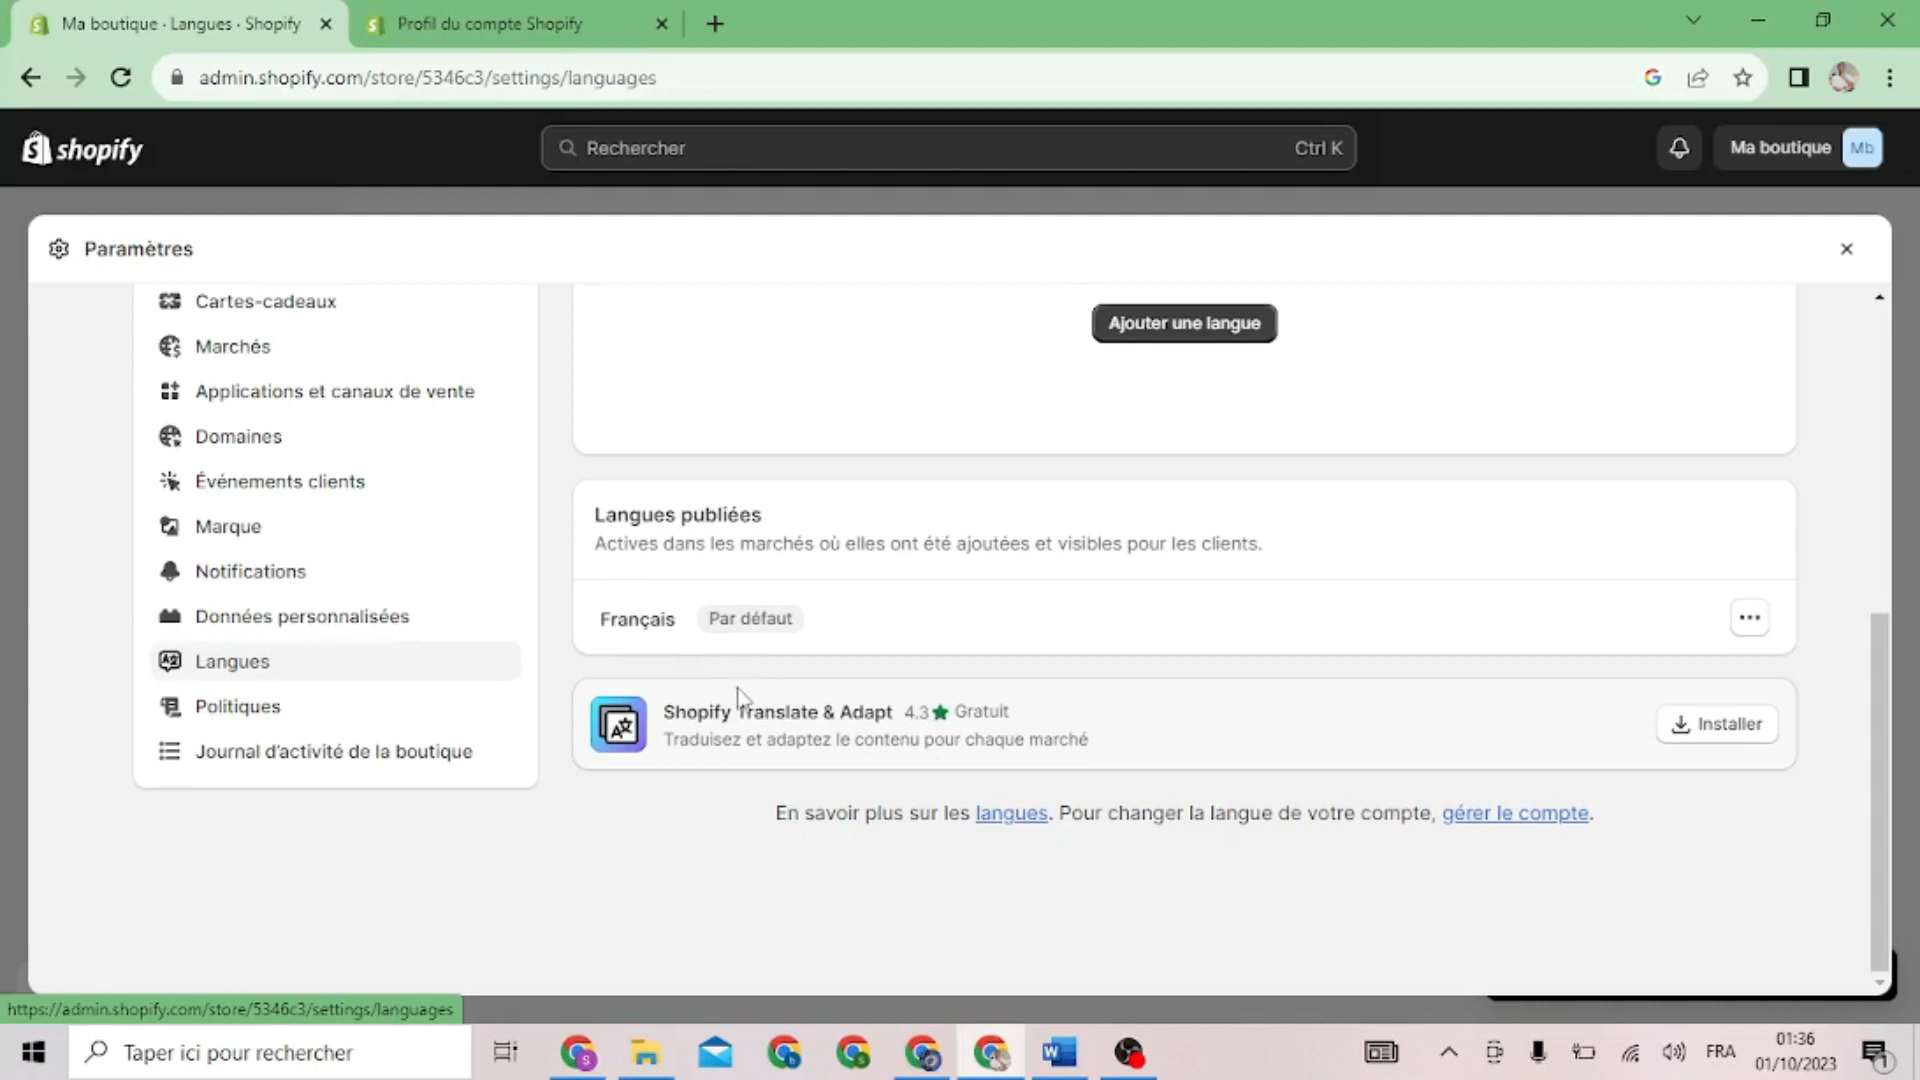 Ma boutique · Langues · Shopify
Profil du compte Shopify
admin.shopify.com/store/5346c3/settings/languages
shopify
Rechercher
Ctrl K
Ma boutique
Mb
Paramètres
Cartes-cadeaux
Marchés
Applications et canaux de vente
Domaines
Événements clients
Marque
Notifications
Données personnalisées
Langues
Politiques
Journal d'activité de la boutique
Ajouter une langue
Langues publiées
Actives dans les marchés où elles ont été ajoutées et visibles pour les clients.
Français Par défaut
Shopify Translate & Adapt 4.3★ Gratuit
Traduisez et adaptez le contenu pour chaque marché
Installer
En savoir plus sur les langues. Pour changer la langue de votre compte, gérer le compte.
https://admin.shopify.com/store/5346c3/settings/languages
Taper ici pour rechercher
FRA
01:36
01/10/2023
1